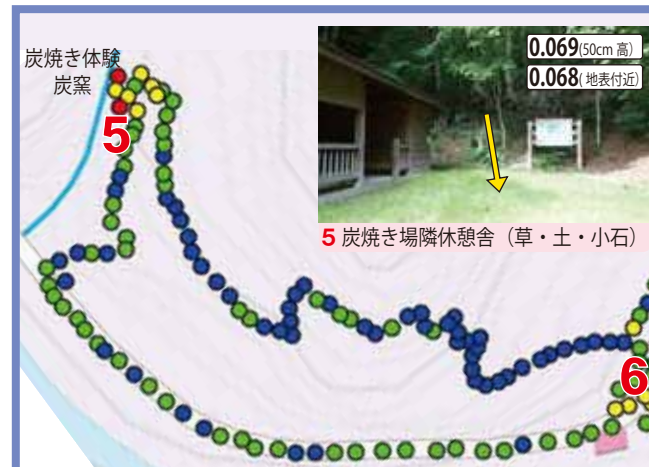 炭焼き体験
炭窯
5
0.069(50cm 高)
0.068(地表付近)
5 炭焼き場隣休憩舎（草・土・小石）
6